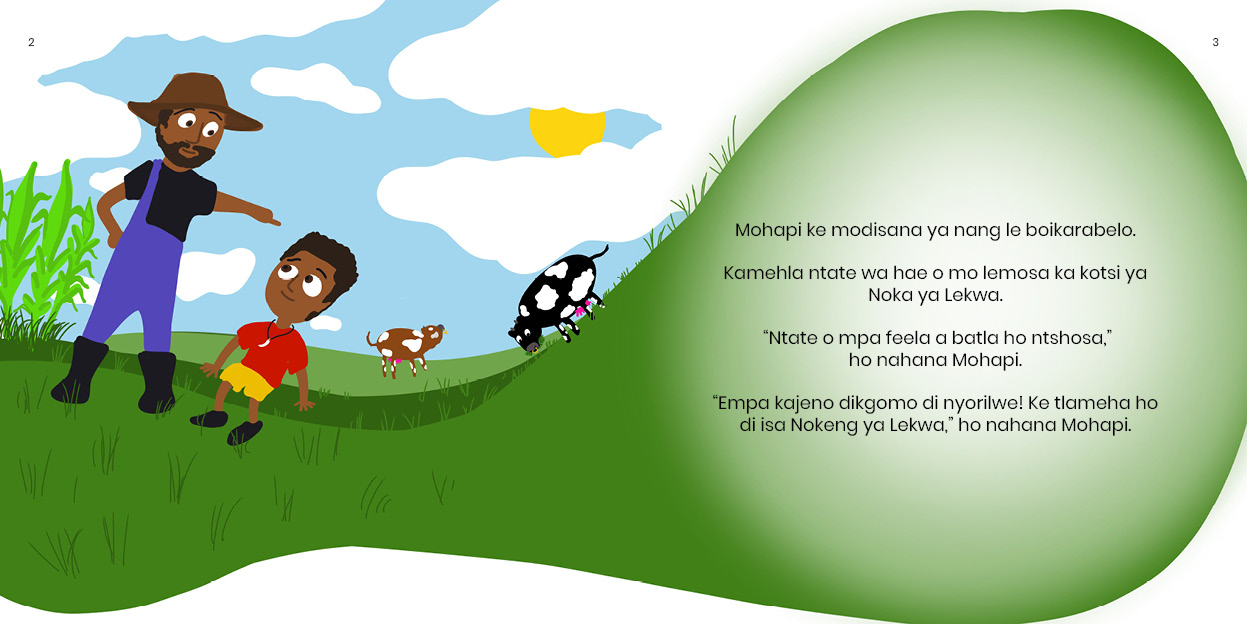 2
3
Mohapi ke modisana ya nang le boikarabelo.
Kamehla ntate wa hae o mo lemosa ka kotsi ya
Noka ya Lekwa.
“Ntate o mpa feela a batla ho ntshosa,”
ho nahana Mohapi.
“Empa kajeno dikgomo di nyorilwe! Ke tlameha ho
di isa Nokeng ya Lekwa,” ho nahana Mohapi.